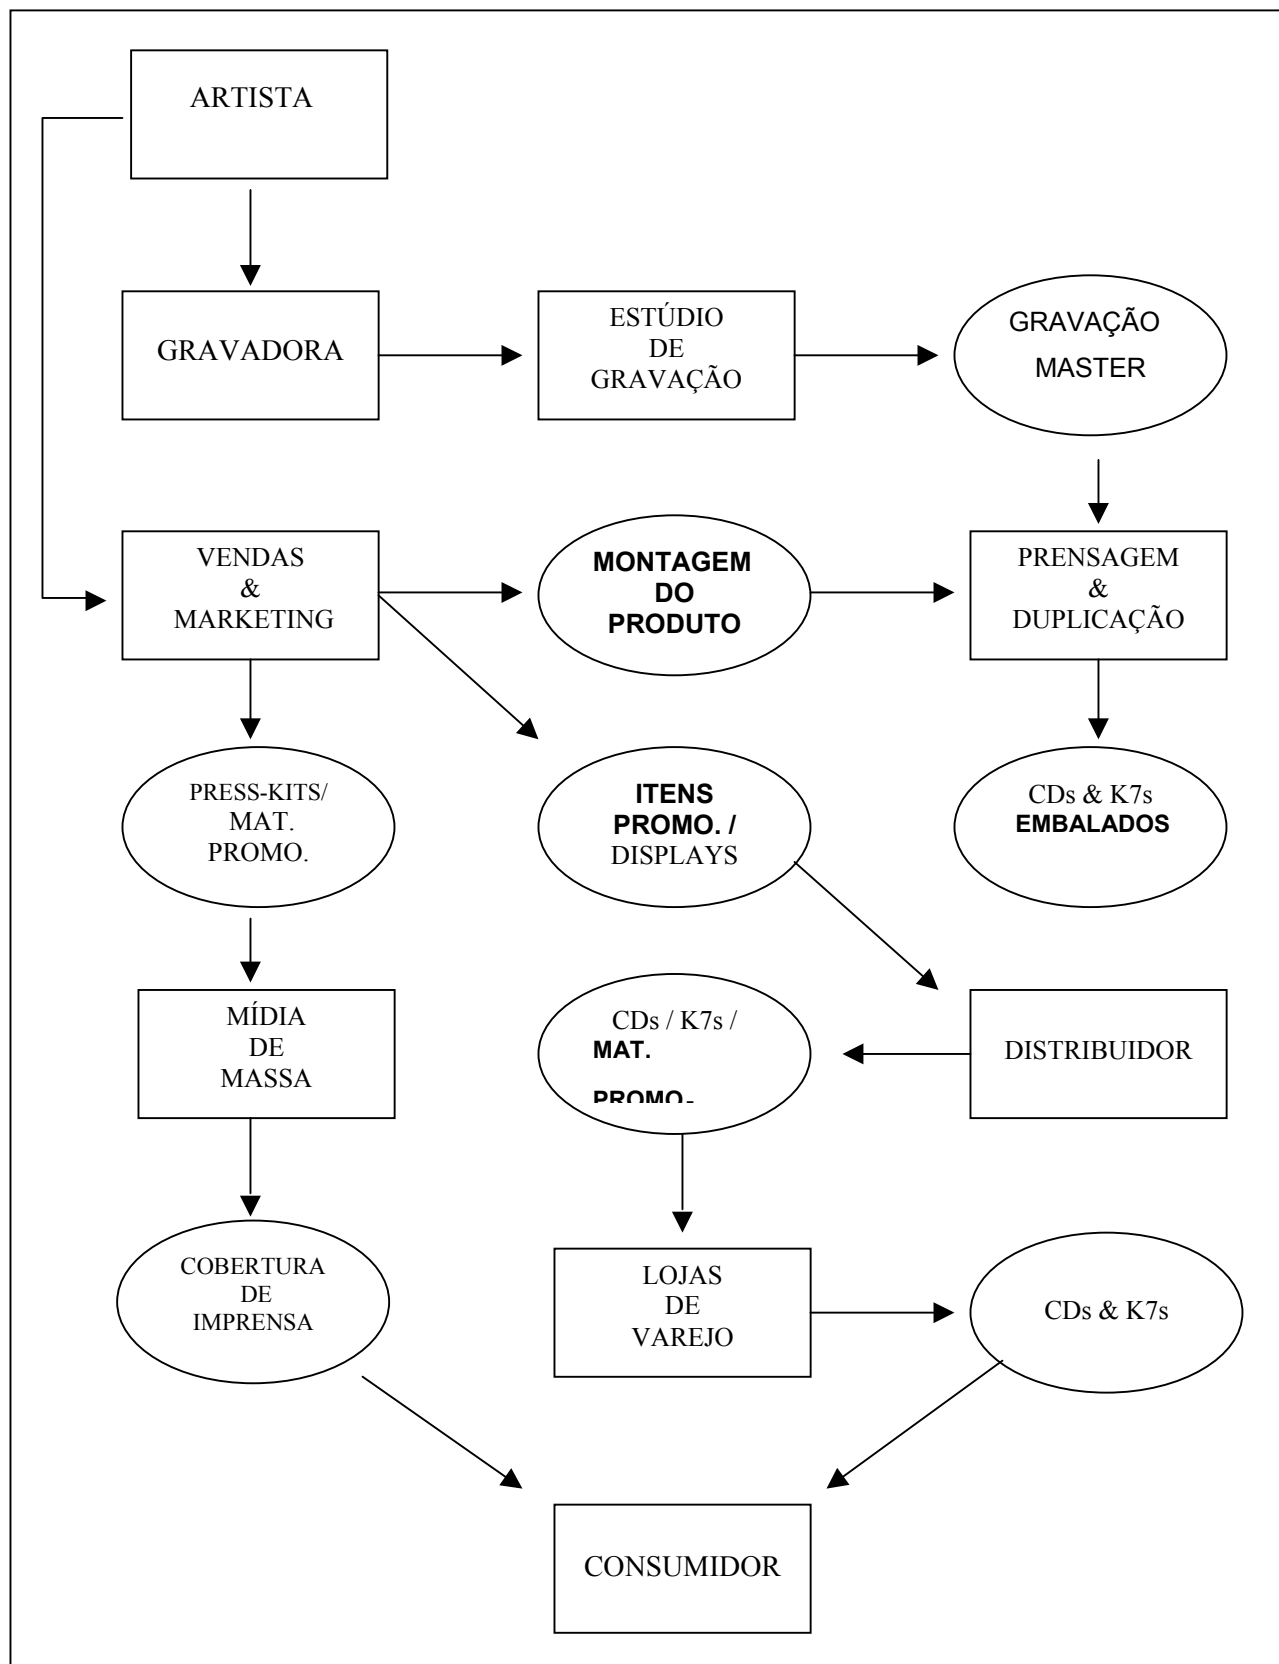 ARTISTA
GRAVADORA
ESTÚDIO
DE
GRAVAÇÃO
GRAVAÇÃO
MASTER
VENDAS
&
MARKETING
MONTAGEM
DO
PRODUTO
PRENSAGEM
&
DUPLICAÇÃO
PRESS-KITS/
MAT.
PROMO.
ITENS
PROMO. /
DISPLAYS
CDs & K7s
EMBALADOS
MÍDIA
DE
MASSA
CDs / K7s /
MAT.
PROMO.
DISTRIBUIDOR
COBERTURA
DE
IMPRENSA
LOJAS
DE
VAREJO
CDs & K7s
CONSUMIDOR